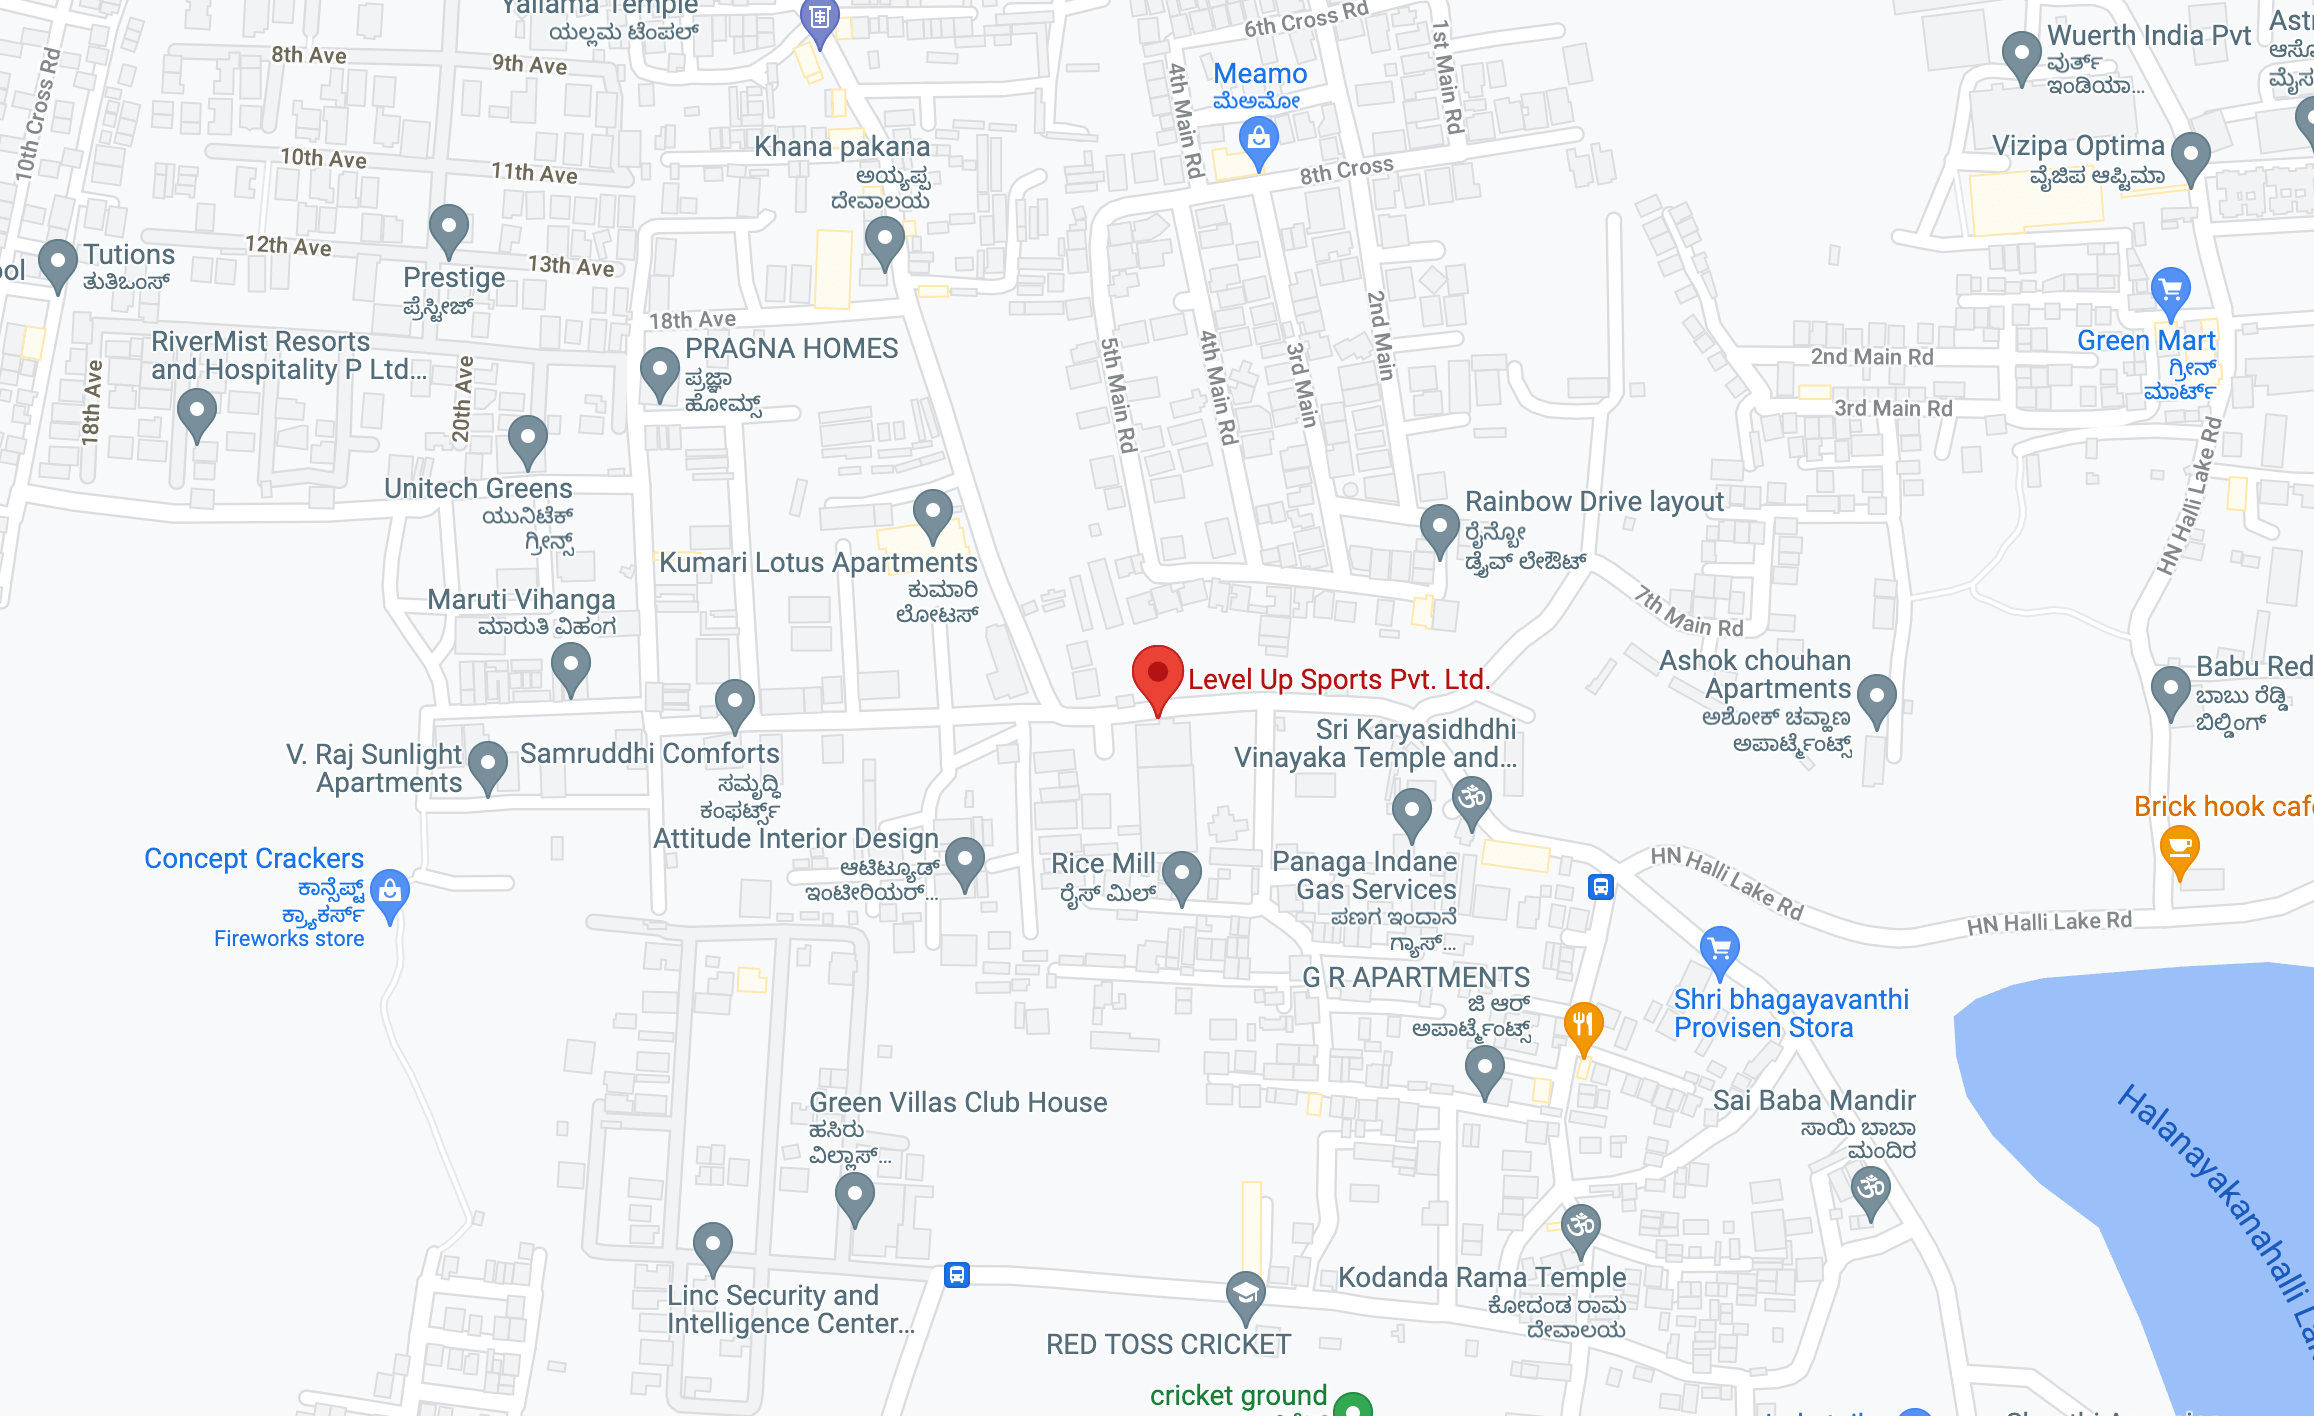 Yallama Temple
ಯಲ್ಲಮ ಟೆಂಪಲ್
6th Cross Rd
1st Main Rd
Wuerth India Pvt
ವುರ್ತ್
ಇಂಡಿಯಾ...
8th Ave
9th Ave
10th Cross Rd
Meamo
ಮೆಅಮೋ
4th Main Rd
Khana pakana
ಅಯ್ಯಪ್ಪ
ದೇವಾಲಯ
Vizipa Optima
ವೈಜಿಪ ಆಪ್ಟಿಮಾ
10th Ave
11th Ave
8th Cross
Tutions
ತುತಿಒಂಸ್
12th Ave
13th Ave
Prestige
ಪ್ರೆಸ್ಟೀಜ್
18th Ave
PRAGNA HOMES
ಪ್ರಜ್ಞಾ
ಹೋಮ್ಸ್
RiverMist Resorts
and Hospitality P Ltd...
18th Ave
20th Ave
5th Main Rd
4th Main Rd
3rd Main
2nd Main
Green Mart
ಗ್ರೀನ್
ಮಾರ್ಟ್
2nd Main Rd
3rd Main Rd
HN Halli Lake Rd
Unitech Greens
ಯುನಿಟೆಕ್
ಗ್ರೀನ್ಸ್
Rainbow Drive layout
ರೈನ್ಬೋ
ಡ್ರೈವ್ ಲೇಔಟ್
Kumari Lotus Apartments
ಕುಮಾರಿ
ಲೋಟಸ್
Maruti Vihanga
ಮಾರುತಿ ವಿಹಂಗ
7th Main Rd
Level Up Sports Pvt. Ltd.
Ashok chouhan
Apartments
ಅಶೋಕ್ ಚವ್ಹಾಣ
ಅಪಾರ್ಟ್ಮೆಂಟ್ಸ್
Babu Red
ಬಾಬು ರೆಡ್ಡಿ
ಬಿಲ್ಡಿಂಗ್
Sri Karyasidhdhi
Vinayaka Temple and...
V. Raj Sunlight
Apartments
Samruddhi Comforts
ಸಮೃದ್ಧಿ
ಕಂಫರ್ಟ್ಸ್
Brick hook cafe
Attitude Interior Design
ಆಟಿಟ್ಯೂಡ್
ಇಂಟೀರಿಯರ್...
Concept Crackers
ಕಾನ್ಸೆಪ್ಟ್
ಕ್ರ್ಯಾಕರ್ಸ್
Fireworks store
Rice Mill
ರೈಸ್ ಮಿಲ್
Panaga Indane
Gas Services
ಪಣಗ ಇಂದಾನೆ
ಗ್ಯಾಸ್...
HN Halli Lake Rd
HN Halli Lake Rd
G R APARTMENTS
ಜಿ ಆರ್
ಅಪಾರ್ಟ್ಮೆಂಟ್ಸ್
Shri bhagayavanthi
Provisen Stora
Green Villas Club House
ಹಸಿರು
ವಿಲ್ಲಾಸ್...
Sai Baba Mandir
ಸಾಯಿ ಬಾಬಾ
ಮಂದಿರ
Halanayakanahalli
Linc Security and
Intelligence Center...
Kodanda Rama Temple
ಕೋದಂಡ ರಾಮ
ದೇವಾಲಯ
RED TOSS CRICKET
cricket ground